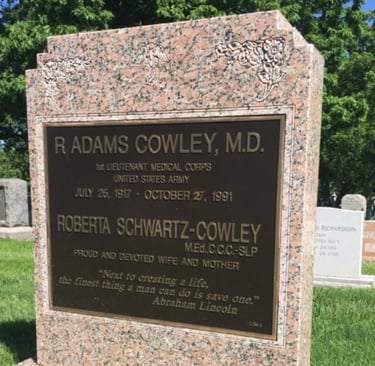 R ADAMS COWLEY, M.D.
1st LIEUTENANT MEDICAL CORPS
UNITED STATES ARMY
JULY 25, 1917 - OCTOBER 27, 1991
ROBERTA SCHWARTZ-COWLEY
M.Ed.,C.C.C.-SLP
PROUD AND DEVOTED WIFE AND MOTHER
"Next to creating a life,
the finest thing a man can do is save one."
Abraham Lincoln
RICHARDSON